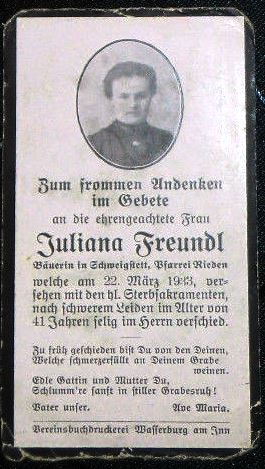 Zum frommen Andenken
im Gebete
an die ehrengeachtete Frau
Juliana Freundl
Bäuerin in Schweigstett, Pfarrei Rieden
welche am 22. März 1933, ver-
sehen mit den hl. Sterbsakramenten,
nach schwerem Leiden im Alter von
41 Jahren selig im Herrn verschied.
Zu früh geschieden bist Du von den Deinen,
Welche schmerzerfüllt an Deinem Grabe
weinen.
Edle Gattin und Mutter Du,
Schlumm're sanft in stiller Grabesruh!
Vater unser. Ave Maria.
Vereinsbuchdruckerei Wasserburg am Inn